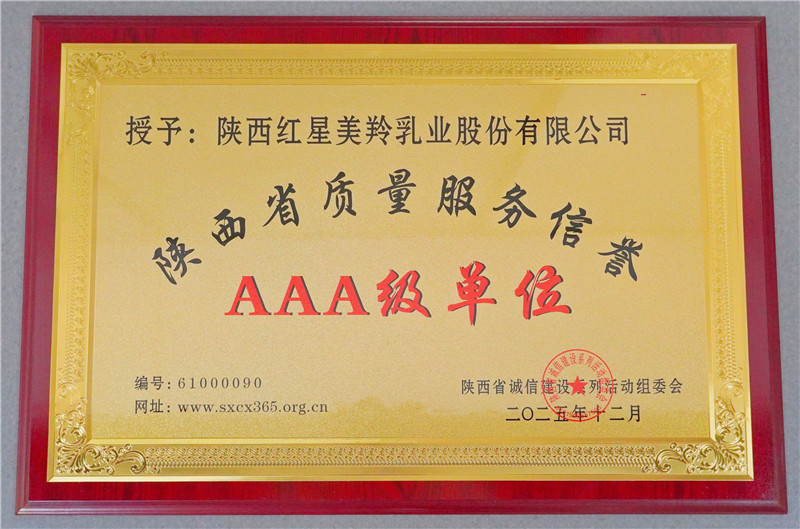 授予：陕西红星美羚乳业股份有限公司
陕西省质量服务信誉
AAA级单位
编号：61000090
网址：www.sxcx365.org.cn
陕西省诚信建设系列活动组委会
二〇二五年十二月